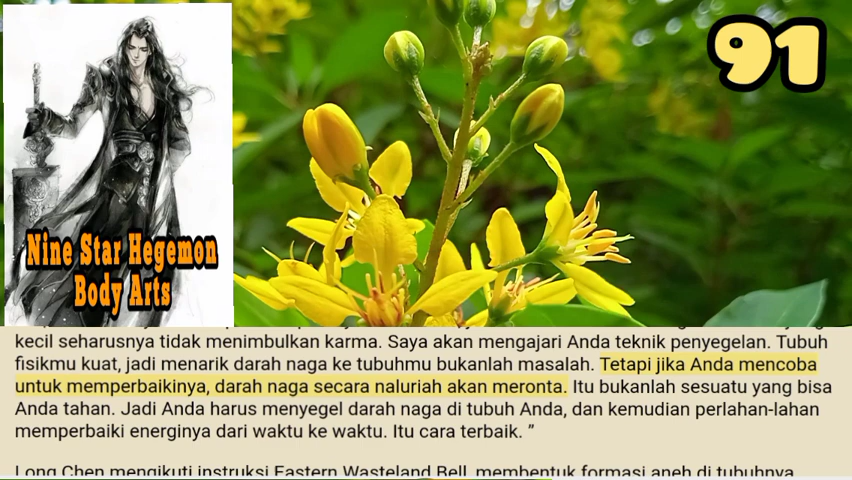 91
Nine Star Hegemon
Body Arts
kecil seharusnya tidak menimbulkan karma. Saya akan mengajari Anda teknik penyegelan. Tubuh
fisikmu kuat, jadi menarik darah naga ke tubuhmu bukanlah masalah. Tetapi jika Anda mencoba
untuk memperbaikinya, darah naga secara naluriah akan meronta. Itu bukanlah sesuatu yang bisa
Anda tahan. Jadi Anda harus menyegel darah naga di tubuh Anda, dan kemudian perlahan-lahan
memperbaiki energinya dari waktu ke waktu. Itu cara terbaik. ”
Long Chen mengikuti instruksi Eastern Wasteland Bell, membentuk formasi aneh di tubuhnya